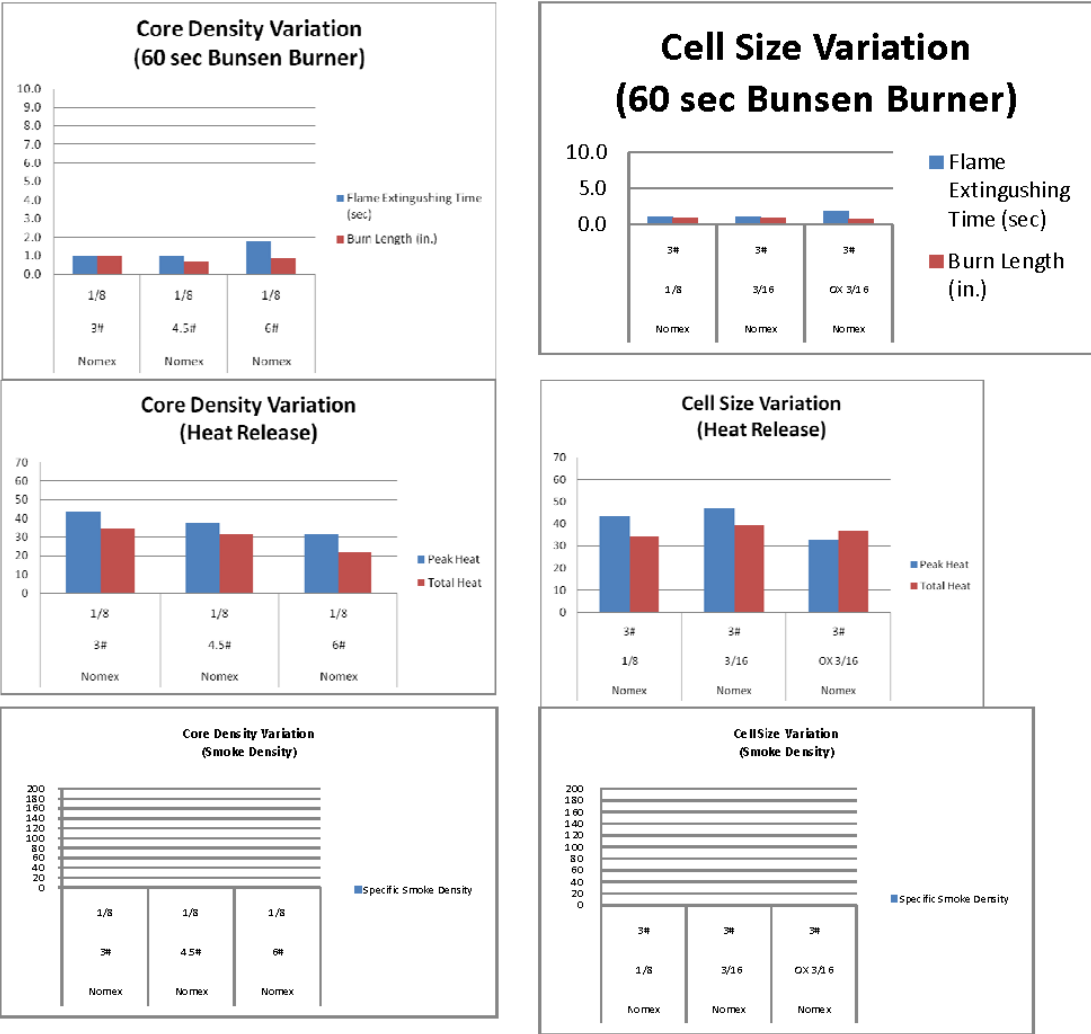 Core Density Variation
(60 sec Bunsen Burner)
10.0
9.0
8.0
7.0
6.0
5.0
4.0
3.0
2.0
1.0
0.0
Flame Extingushing Time
(sec)
Burn Length (in.)
1/8 1/8 1/8
3# 4.5# 6#
Nomex Nomex Nomex
Cell Size Variation
(60 sec Bunsen Burner)
10.0
5.0
0.0
Flame
Extingushing
Time (sec)
Burn Length
(in.)
3# 3# 3#
1/8 3/16 OX 3/16
Nomex Nomex Nomex
Core Density Variation
(Heat Release)
70
60
50
40
30
20
10
0
Peak Heat
Total Heat
1/8 1/8 1/8
3# 4.5# 6#
Nomex Nomex Nomex
Cell Size Variation
(Heat Release)
70
60
50
40
30
20
10
0
Peak Heat
Total Heat
3# 3# 3#
1/8 3/16 OX 3/16
Nomex Nomex Nomex
Core Density Variation
(Smoke Density)
200
180
160
140
120
100
80
60
40
20
0
Specific Smoke Density
1/8 1/8 1/8
3# 4.5# 6#
Nomex Nomex Nomex
Cell Size Variation
(Smoke Density)
200
180
160
140
120
100
80
60
40
20
0
Specific Smoke Density
3# 3# 3#
1/8 3/16 OX 3/16
Nomex Nomex Nomex